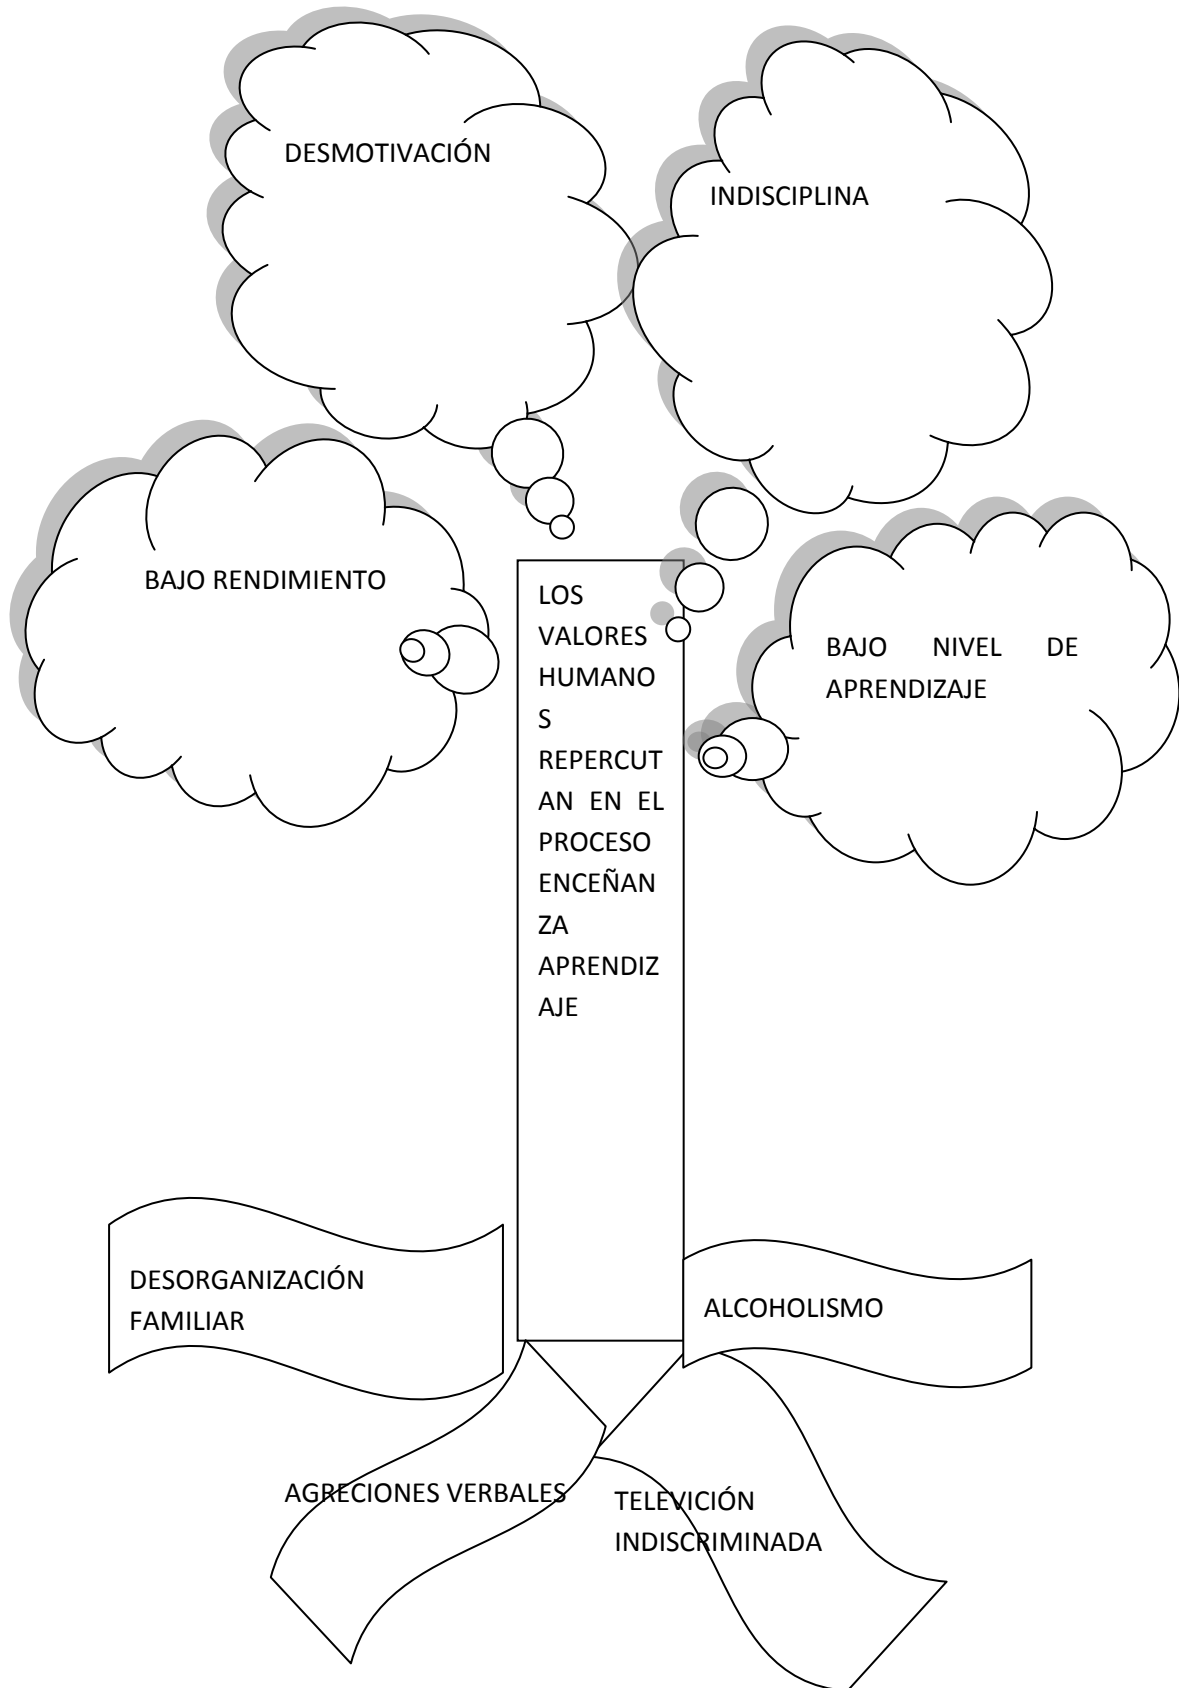 DESMOTIVACIÓN
INDISCIPLINA
BAJO RENDIMIENTO
LOS
VALORES
HUMANO
S
REPERCUT
AN EN EL
PROCESO
ENCEÑAN
ZA
APRENDIZ
AJE
BAJO NIVEL DE
APRENDIZAJE
DESORGANIZACIÓN
FAMILIAR
ALCOHOLISMO
AGRECIONES VERBALES
TELEVICIÓN
INDISCRIMINADA